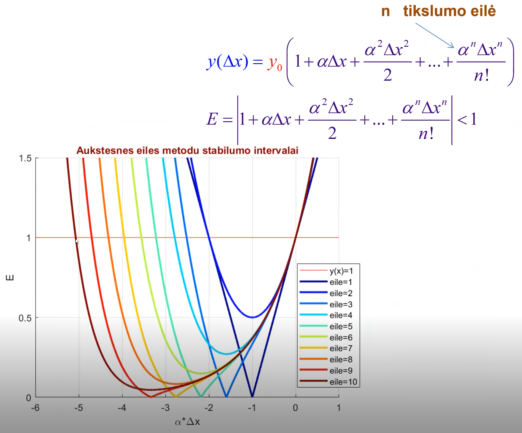 n tikslumo eilė
y(Δx) = y₀(1 + αΔx + α²Δx²/2 + ... + αⁿΔxⁿ/n!)
E = |1 + αΔx + α²Δx²/2 + ... + αⁿΔxⁿ/n!| < 1
Aukstesnes eiles metodu stabilumo intervalai
1.5
1
0.5
0
E
-6 -5 -4 -3 -2 -1 0 1
α*Δx
y(x)=1
eile=1
eile=2
eile=3
eile=4
eile=5
eile=6
eile=7
eile=8
eile=9
eile=10